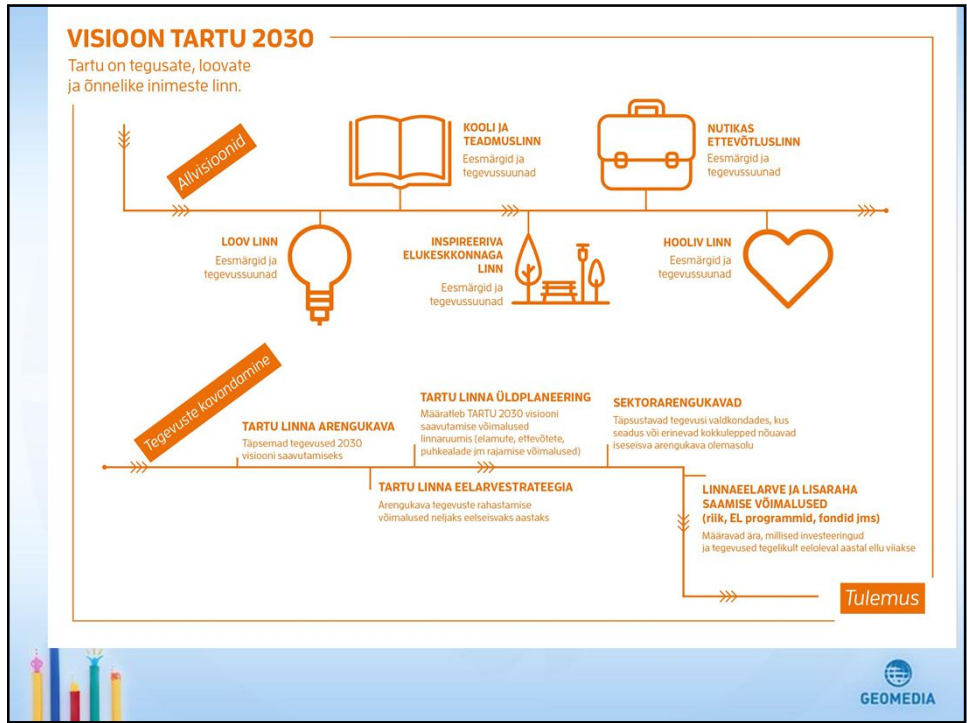 VISIOON TARTU 2030
Tartu on tegusate, loovate
ja õnnelike inimeste linn.
Allvisioonid
KOOLI JA
TEADMUSLINN
Eesmärgid ja
tegevussuunad
NUTIKAS
ETTEVÕTLUSLINN
Eesmärgid ja
tegevussuunad
LOOV LINN
Eesmärgid ja
tegevussuunad
INSPIREERIVA
ELUKESKKONNAGA
LINN
Eesmärgid ja
tegevussuunad
HOOLIV LINN
Eesmärgid ja
tegevussuunad
Tegevuste kavandamine
TARTU LINNA ARENGUKAVA
Täpsemad tegevused 2030
visiooni saavutamiseks
TARTU LINNA ÜLDPLANEERING
Määratleb TARTU 2030 visiooni
saavutamise võimalused
linnaruumis (elamute, ettevõtete,
puhkealade jm rajamise võimalused)
SEKTORARENGUKAVAD
Täpsustavad tegevusi valdkondades, kus
seadus või erinevad kokkulepped nõuavad
iseseisva arengukava olemasolu
TARTU LINNA EELARVESTRATEEGIA
Arengukava tegevuste rahastamise
võimalused neljaks eelseisvaks aastaks
LINNAEELARVE JA LISARAHA
SAAMISE VÕIMALUSED
(riik, EL programmid, fondid jms)
Määravad ära, millised investeeringud
ja tegevused tegelikult eeloleval aastal ellu viiakse
Tulemus
GEOMEDIA